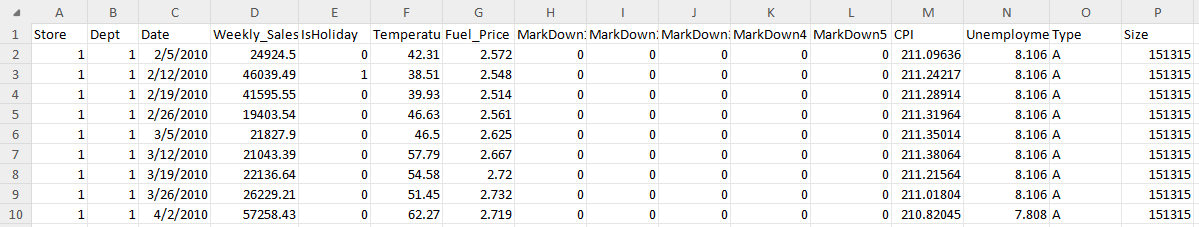 A B C D E F G H I J K L M N O P
1 Store Dept Date Weekly_Sales IsHoliday Temperatu Fuel_Price MarkDown1 MarkDown2 MarkDown3 MarkDown4 MarkDown5 CPI Unemployme Type Size
2 1 1 2/5/2010 24924.5 0 42.31 2.572 0 0 0 0 0 211.09636 8.106 A 151315
3 1 1 2/12/2010 46039.49 1 38.51 2.548 0 0 0 0 0 211.24217 8.106 A 151315
4 1 1 2/19/2010 41595.55 0 39.93 2.514 0 0 0 0 0 211.28914 8.106 A 151315
5 1 1 2/26/2010 19403.54 0 46.63 2.561 0 0 0 0 0 211.31964 8.106 A 151315
6 1 1 3/5/2010 21827.9 0 46.5 2.625 0 0 0 0 0 211.35014 8.106 A 151315
7 1 1 3/12/2010 21043.39 0 57.79 2.667 0 0 0 0 0 211.38064 8.106 A 151315
8 1 1 3/19/2010 22136.64 0 54.58 2.72 0 0 0 0 0 211.21564 8.106 A 151315
9 1 1 3/26/2010 26229.21 0 51.45 2.732 0 0 0 0 0 211.01804 8.106 A 151315
10 1 1 4/2/2010 57258.43 0 62.27 2.719 0 0 0 0 0 210.82045 7.808 A 151315